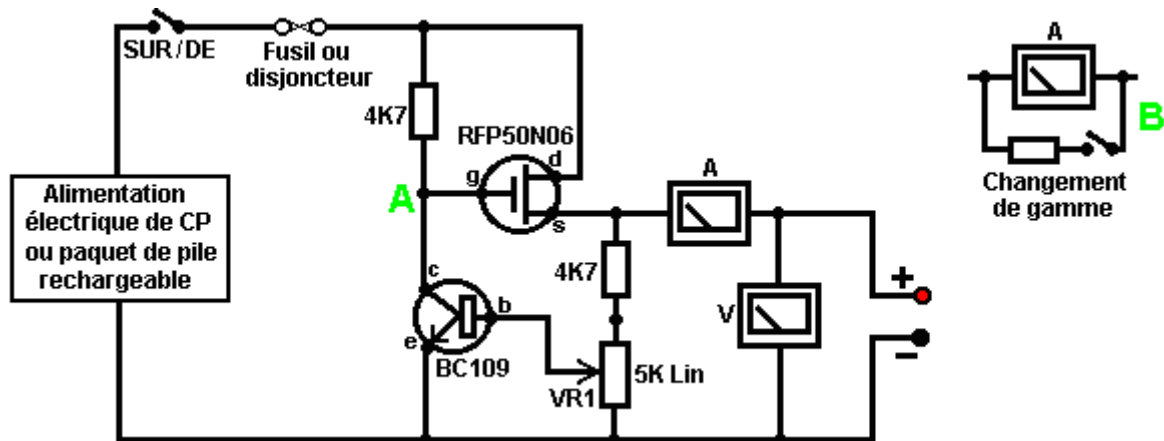 SUR/DE
Fusil ou
disjoncteur
4K7
RFP50N06
d
g
s
A
A
Alimentation
électrique de CP
ou paquet de pile
rechargeable
c
b
e
BC109
4K7
VR1
5K Lin
V
+
–
A
B
Changement
de gamme